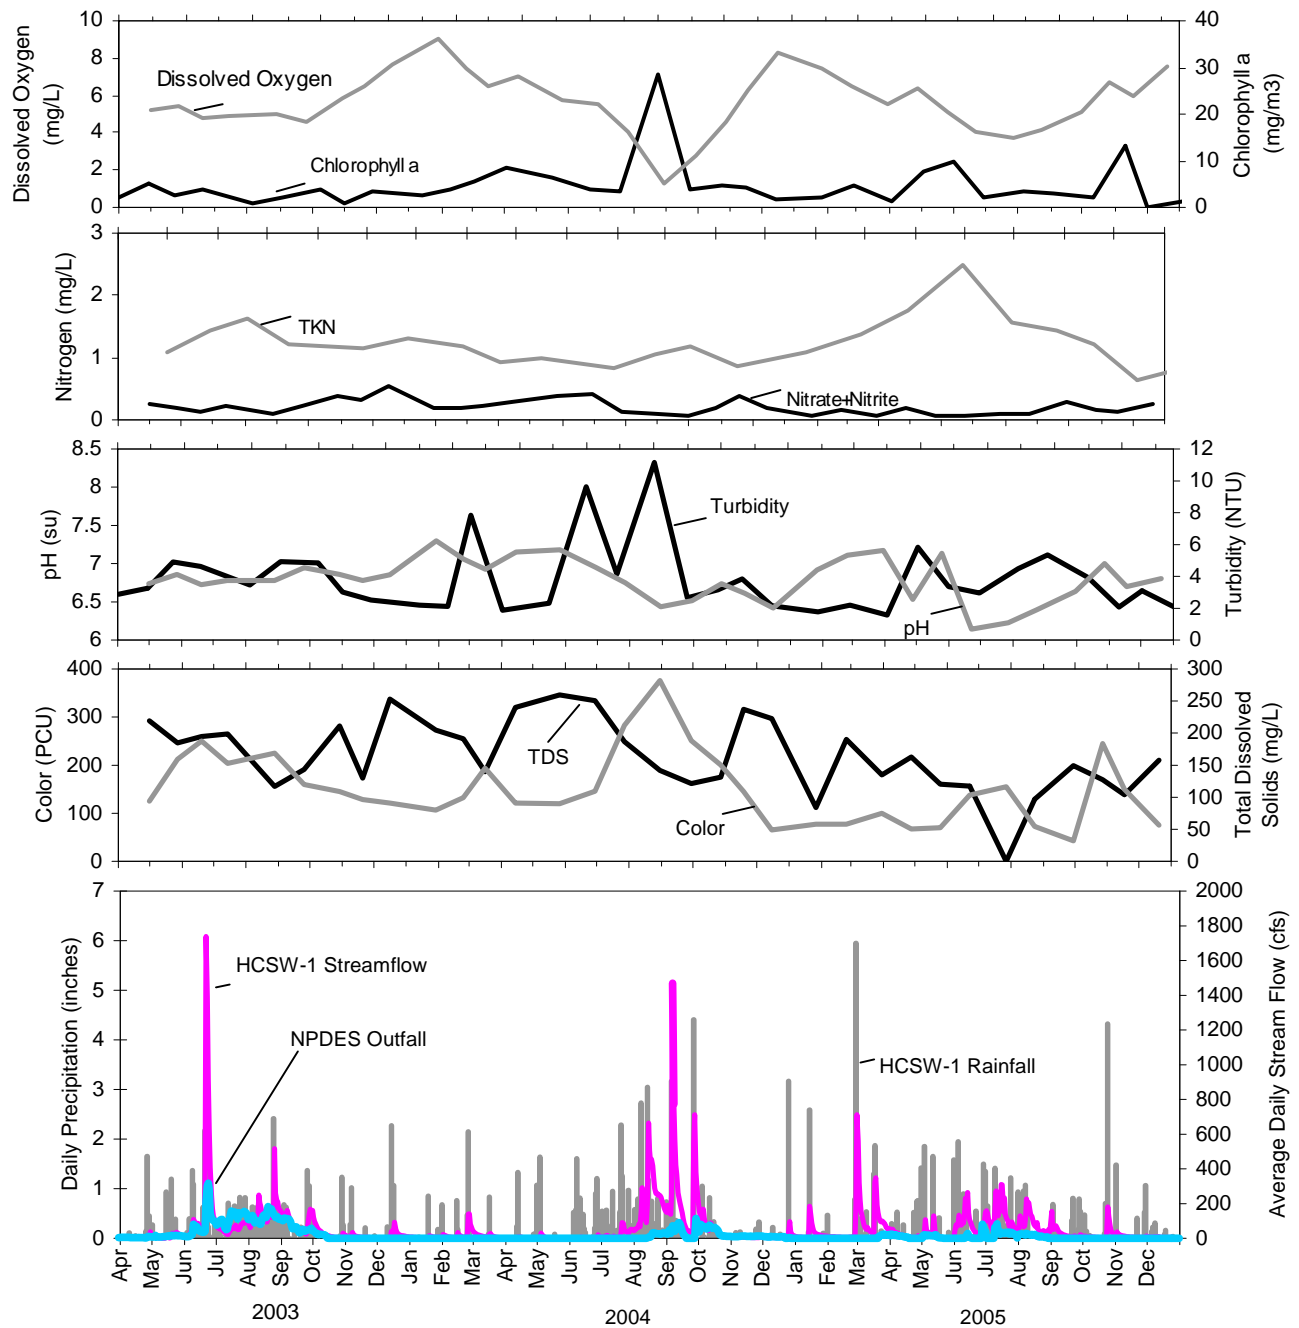 Dissolved Oxygen
(mg/L)
10
8
6
4
2
0
Dissolved Oxygen
Chlorophyll a
40
30
20
10
0
Chlorophyll a
(mg/m3)
Nitrogen (mg/L)
3
2
1
0
TKN
Nitrate+Nitrite
pH (su)
8.5
8
7.5
7
6.5
6
Turbidity
pH
12
10
8
6
4
2
0
Turbidity (NTU)
Color (PCU)
400
300
200
100
0
TDS
Color
300
250
200
150
100
50
0
Total Dissolved
Solids (mg/L)
Daily Precipitation (inches)
7
6
5
4
3
2
1
0
HCSW-1 Streamflow
NPDES Outfall
HCSW-1 Rainfall
2000
1800
1600
1400
1200
1000
800
600
400
200
0
Average Daily Stream Flow (cfs)
Apr May Jun Jul Aug Sep Oct Nov Dec Jan Feb Mar Apr May Jun Jul Aug Sep Oct Nov Dec Jan Feb Mar Apr May Jun Jul Aug Sep Oct Nov Dec
2003 2004 2005